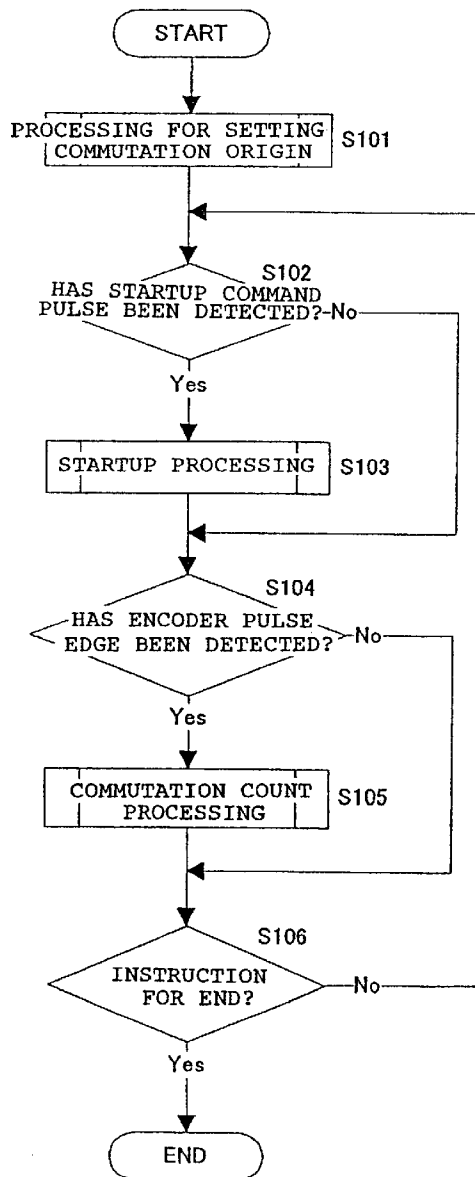 START
PROCESSING FOR SETTING
COMMUTATION ORIGIN
S101
S102
HAS STARTUP COMMAND
PULSE BEEN DETECTED?
No
Yes
STARTUP PROCESSING
S103
S104
HAS ENCODER PULSE
EDGE BEEN DETECTED?
No
Yes
COMMUTATION COUNT
PROCESSING
S105
S106
INSTRUCTION
FOR END?
No
Yes
END